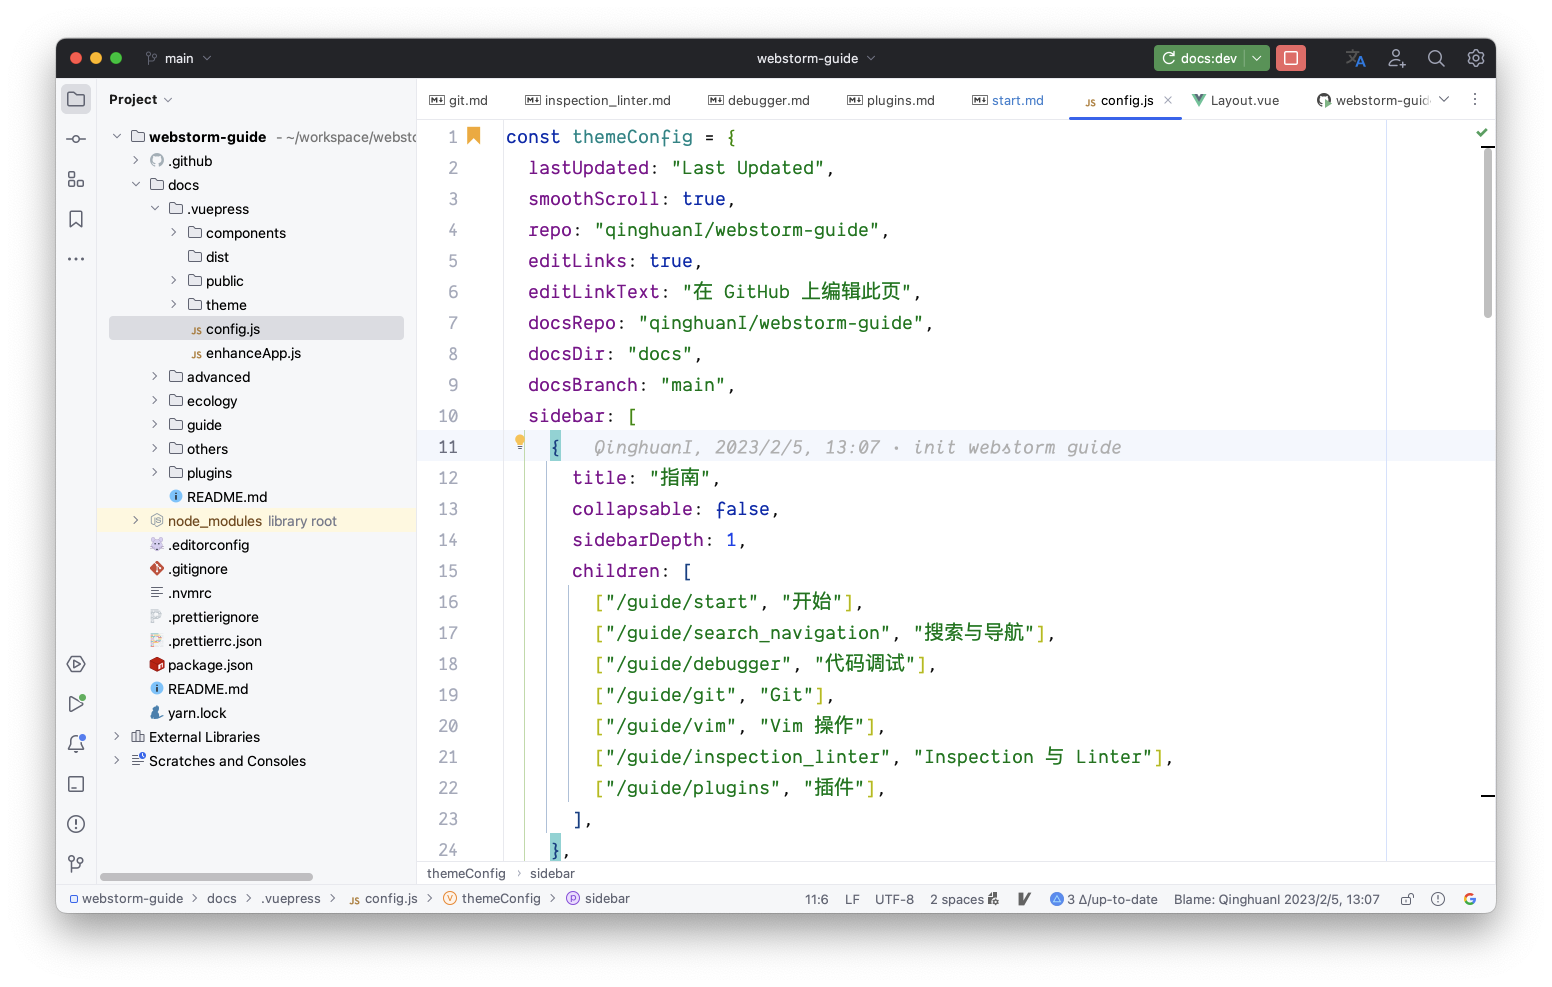 main
webstorm-guide
docs:dev
Project
git.md
inspection_linter.md
debugger.md
plugins.md
start.md
config.js
Layout.vue
webstorm-guid
webstorm-guide - ~/workspace/websto
.github
docs
.vuepress
components
dist
public
theme
JS config.js
JS enhanceApp.js
advanced
ecology
guide
others
plugins
README.md
node_modules library root
.editorconfig
.gitignore
.nvmrc
.prettierignore
.prettierrc.json
package.json
README.md
yarn.lock
External Libraries
Scratches and Consoles
1 const themeConfig = {
2 lastUpdated: "Last Updated",
3 smoothScroll: true,
4 repo: "qinghuanI/webstorm-guide",
5 editLinks: true,
6 editLinkText: "在 GitHub 上编辑此页",
7 docsRepo: "qinghuanI/webstorm-guide",
8 docsDir: "docs",
9 docsBranch: "main",
10 sidebar: [
11 { QinghuanI, 2023/2/5, 13:07 · init webstorm guide
12 title: "指南",
13 collapsable: false,
14 sidebarDepth: 1,
15 children: [
16 ["/guide/start", "开始"],
17 ["/guide/search_navigation", "搜索与导航"],
18 ["/guide/debugger", "代码调试"],
19 ["/guide/git", "Git"],
20 ["/guide/vim", "Vim 操作"],
21 ["/guide/inspection_linter", "Inspection 与 Linter"],
22 ["/guide/plugins", "插件"],
23 ],
24 },
themeConfig › sidebar
webstorm-guide > docs > .vuepress > JS config.js > V themeConfig > p sidebar
11:6 LF UTF-8 2 spaces 3 Δ/up-to-date Blame: QinghuanI 2023/2/5, 13:07